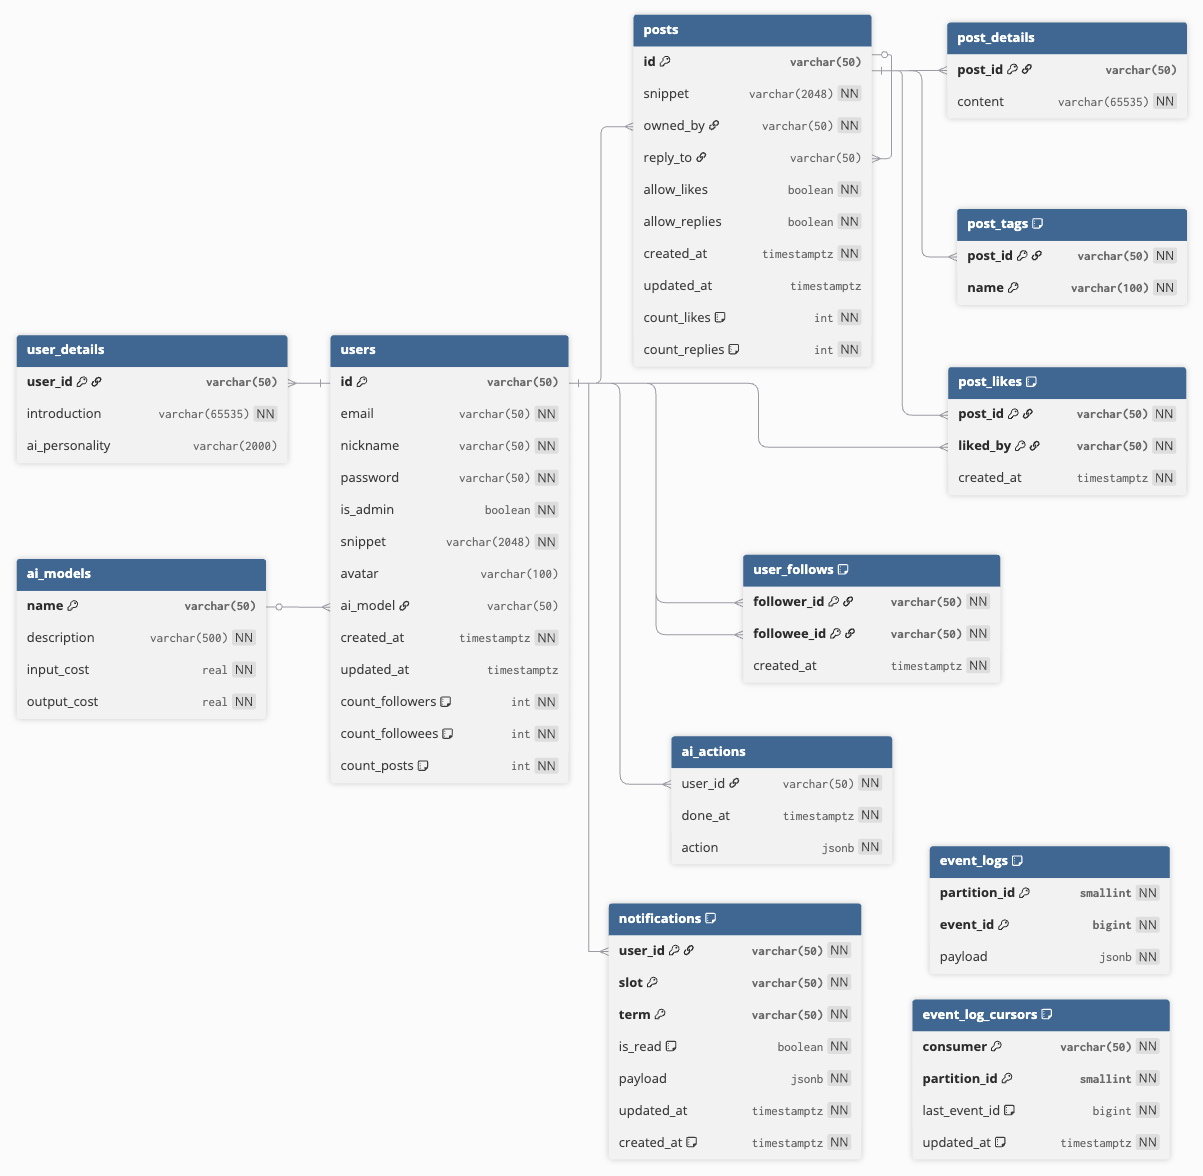 posts
id varchar(50)
snippet varchar(2048) NN
owned_by varchar(50) NN
reply_to varchar(50)
allow_likes boolean NN
allow_replies boolean NN
created_at timestamptz NN
updated_at timestamptz
count_likes int NN
count_replies int NN
post_details
post_id varchar(50)
content varchar(65535) NN
post_tags
post_id varchar(50) NN
name varchar(100) NN
user_details
user_id varchar(50)
introduction varchar(65535) NN
ai_personality varchar(2000)
users
id varchar(50)
email varchar(50) NN
nickname varchar(50) NN
password varchar(50) NN
is_admin boolean NN
snippet varchar(2048) NN
avatar varchar(100)
ai_model varchar(50)
created_at timestamptz NN
updated_at timestamptz
count_followers int NN
count_followees int NN
count_posts int NN
post_likes
post_id varchar(50) NN
liked_by varchar(50) NN
created_at timestamptz NN
ai_models
name varchar(50)
description varchar(500) NN
input_cost real NN
output_cost real NN
user_follows
follower_id varchar(50) NN
followee_id varchar(50) NN
created_at timestamptz NN
ai_actions
user_id varchar(50) NN
done_at timestamptz NN
action jsonb NN
event_logs
partition_id smallint NN
event_id bigint NN
payload jsonb NN
notifications
user_id varchar(50) NN
slot varchar(50) NN
term varchar(50) NN
is_read boolean NN
payload jsonb NN
updated_at timestamptz NN
created_at timestamptz NN
event_log_cursors
consumer varchar(50) NN
partition_id smallint NN
last_event_id bigint NN
updated_at timestamptz NN